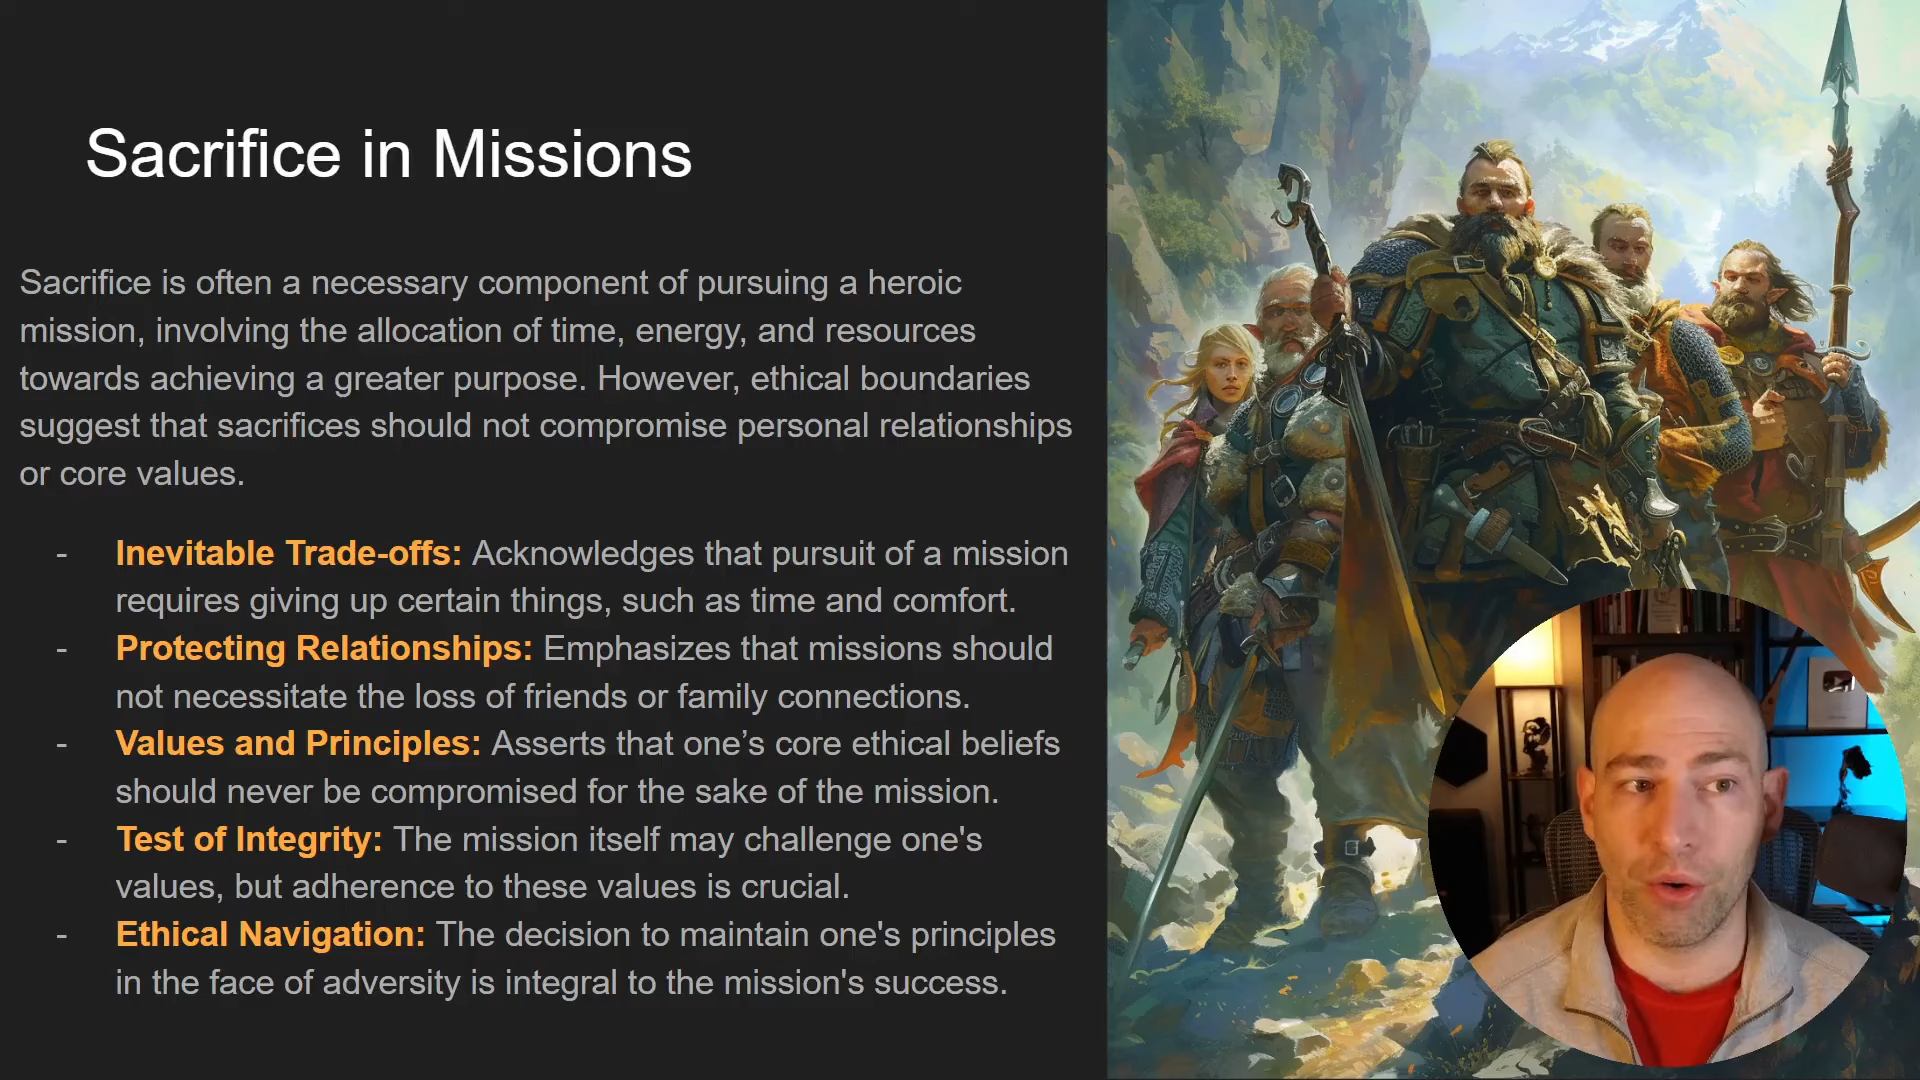 Sacrifice in Missions
Sacrifice is often a necessary component of pursuing a heroic
mission, involving the allocation of time, energy, and resources
towards achieving a greater purpose. However, ethical boundaries
suggest that sacrifices should not compromise personal relationships
or core values.
- Inevitable Trade-offs: Acknowledges that pursuit of a mission
requires giving up certain things, such as time and comfort.
- Protecting Relationships: Emphasizes that missions should
not necessitate the loss of friends or family connections.
- Values and Principles: Asserts that one’s core ethical beliefs
should never be compromised for the sake of the mission.
- Test of Integrity: The mission itself may challenge one's
values, but adherence to these values is crucial.
- Ethical Navigation: The decision to maintain one's principles
in the face of adversity is integral to the mission's success.